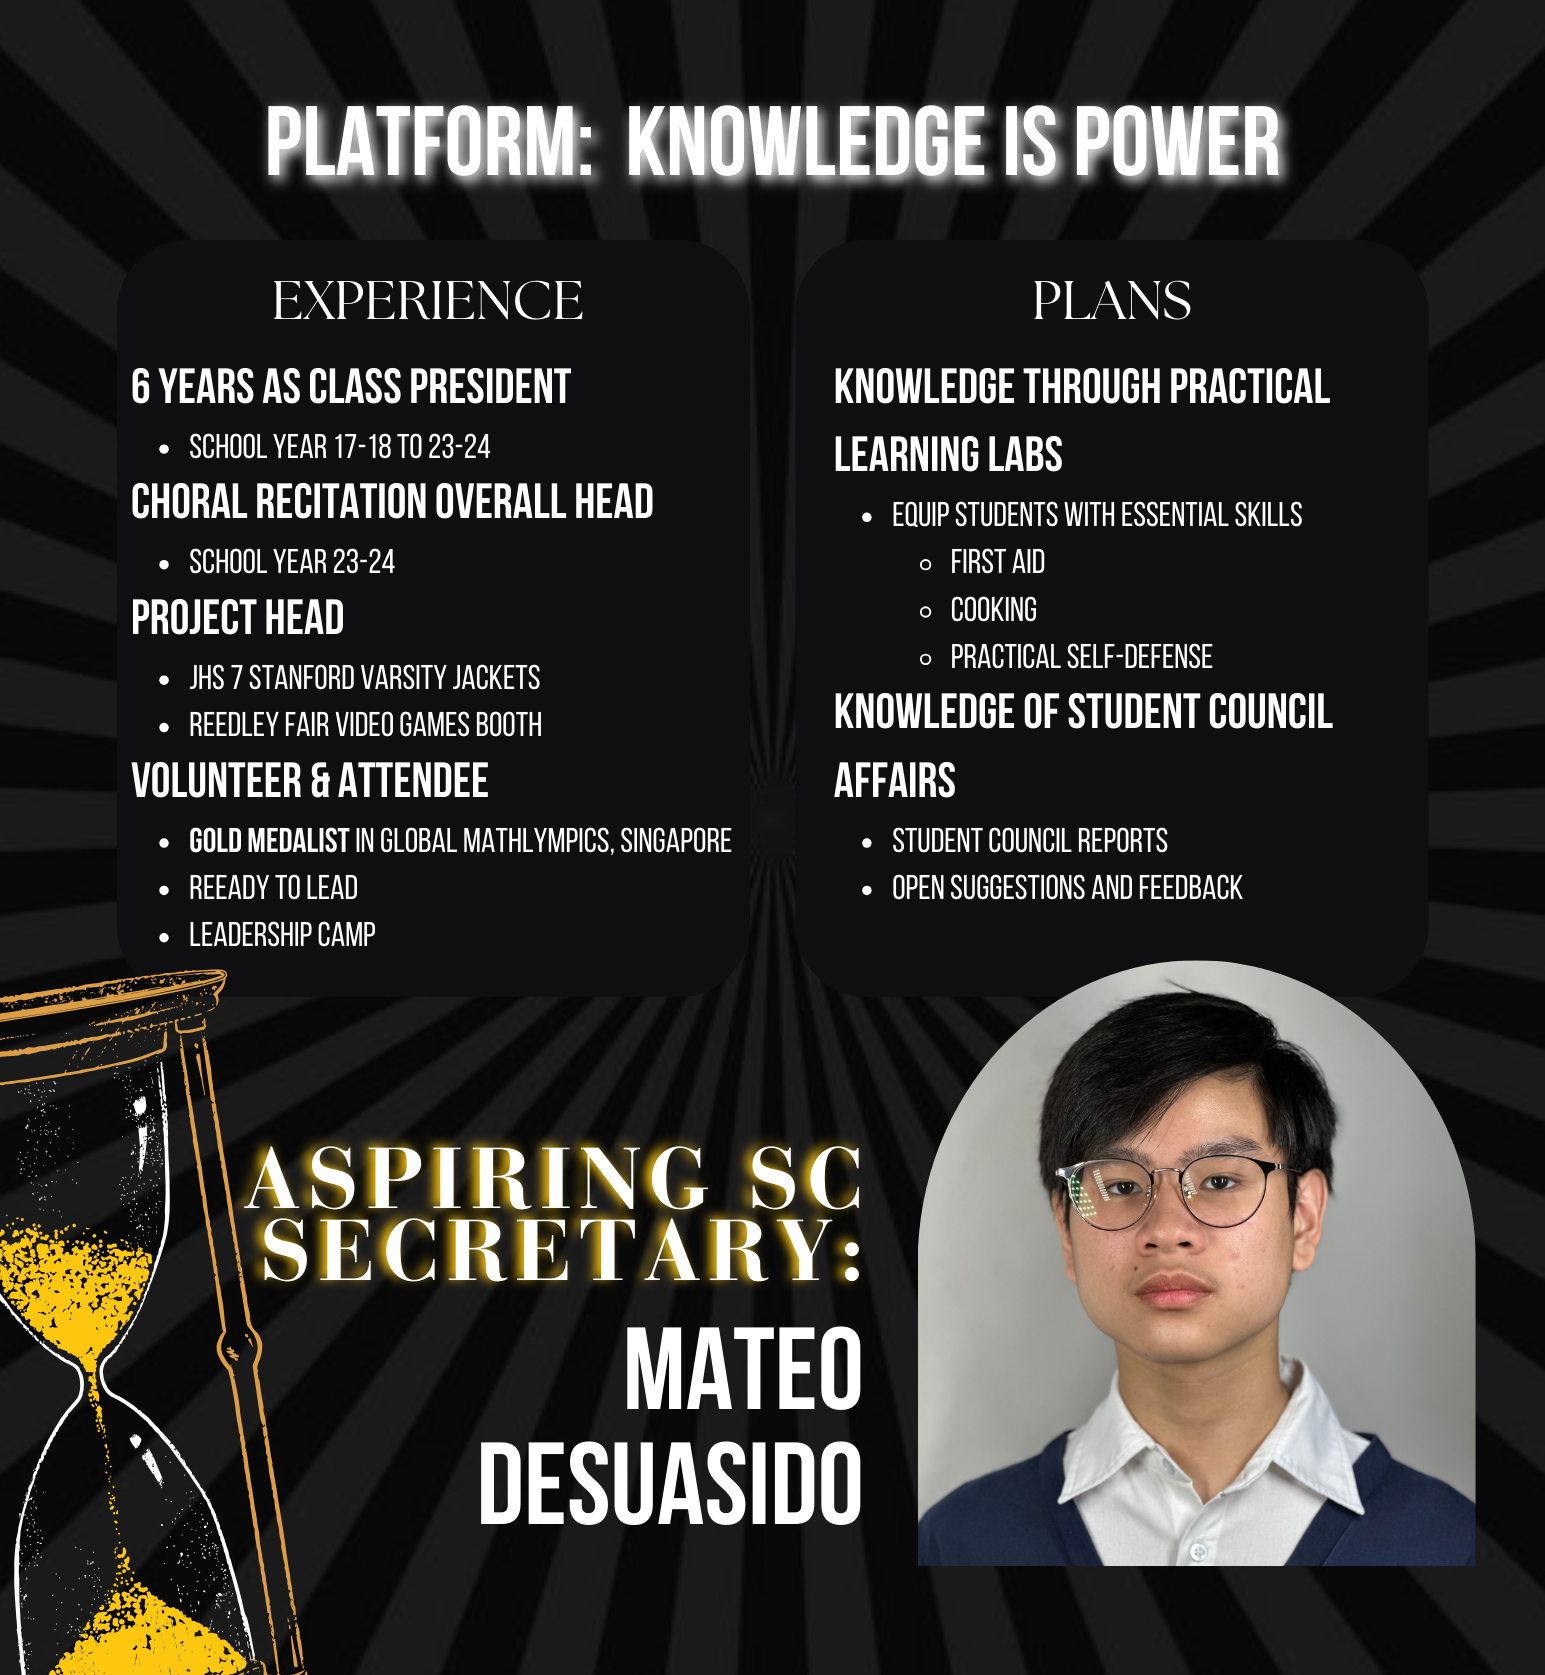 PLATFORM: KNOWLEDGE IS POWER
EXPERIENCE
6 YEARS AS CLASS PRESIDENT
• SCHOOL YEAR 17-18 TO 23-24
CHORAL RECITATION OVERALL HEAD
• SCHOOL YEAR 23-24
PROJECT HEAD
• JHS 7 STANFORD VARSITY JACKETS
• REEDLEY FAIR VIDEO GAMES BOOTH
VOLUNTEER & ATTENDEE
• GOLD MEDALIST IN GLOBAL MATHLYMPICS, SINGAPORE
• REEADY TO LEAD
• LEADERSHIP CAMP
PLANS
KNOWLEDGE THROUGH PRACTICAL
LEARNING LABS
• EQUIP STUDENTS WITH ESSENTIAL SKILLS
○ FIRST AID
○ COOKING
○ PRACTICAL SELF-DEFENSE
KNOWLEDGE OF STUDENT COUNCIL
AFFAIRS
• STUDENT COUNCIL REPORTS
• OPEN SUGGESTIONS AND FEEDBACK
ASPIRING SC
SECRETARY:
MATEO
DESUASIDO